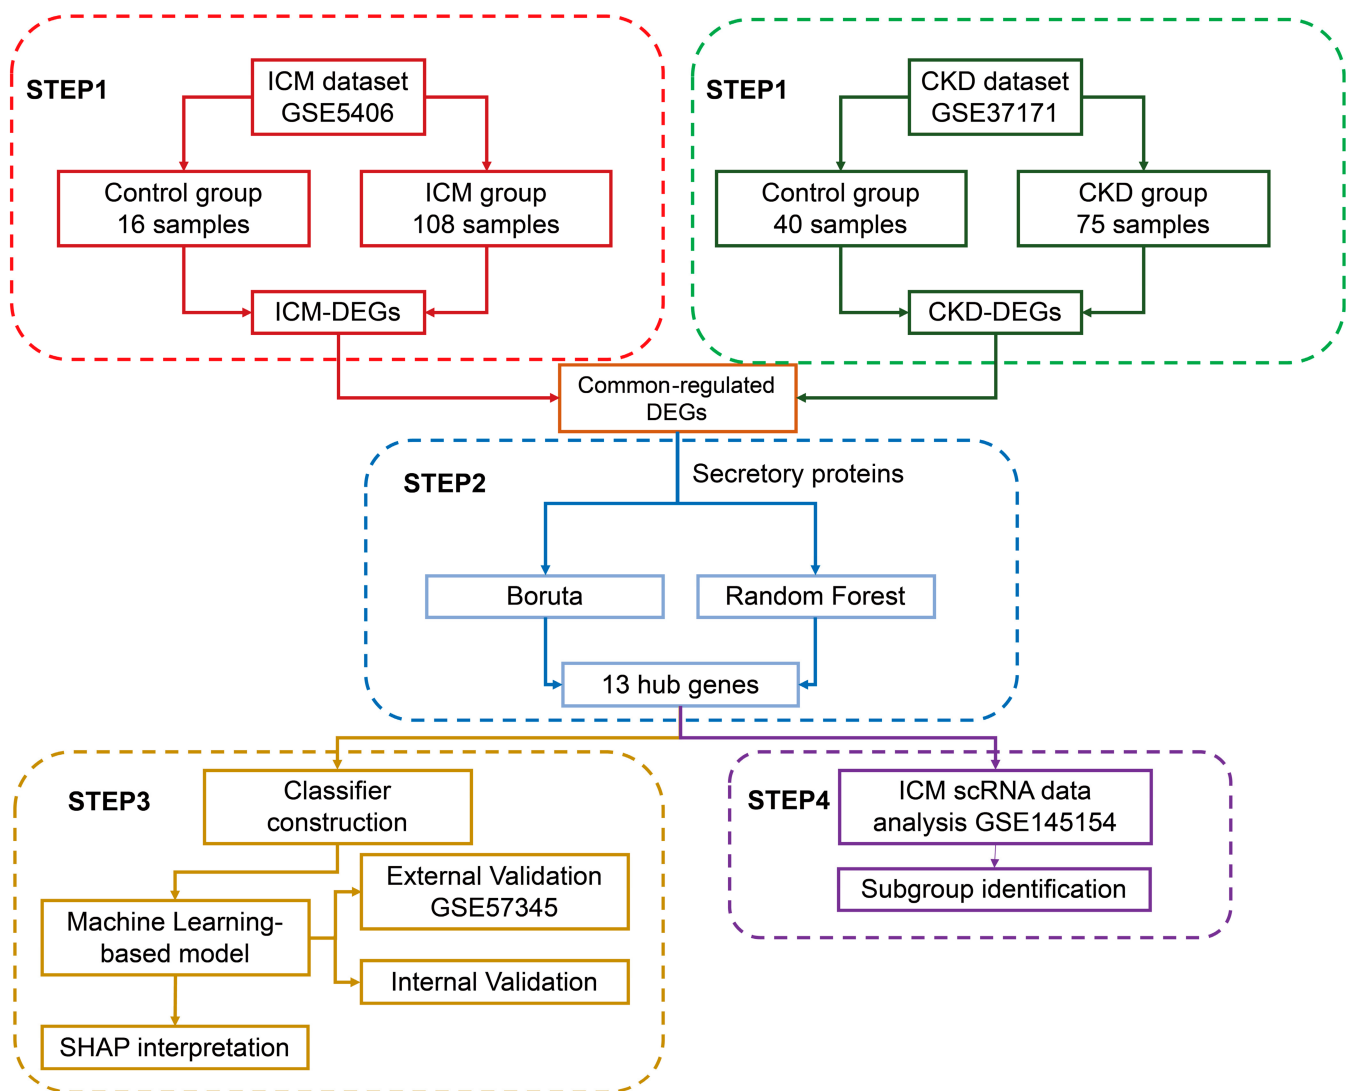 STEP1
ICM dataset
GSE5406
Control group
16 samples
ICM group
108 samples
ICM-DEGs
STEP1
CKD dataset
GSE37171
Control group
40 samples
CKD group
75 samples
CKD-DEGs
Common-regulated
DEGs
STEP2
Secretory proteins
Boruta
Random Forest
13 hub genes
STEP3
Classifier
construction
External Validation
GSE57345
Machine Learning-
based model
Internal Validation
SHAP interpretation
STEP4
ICM scRNA data
analysis GSE145154
Subgroup identification